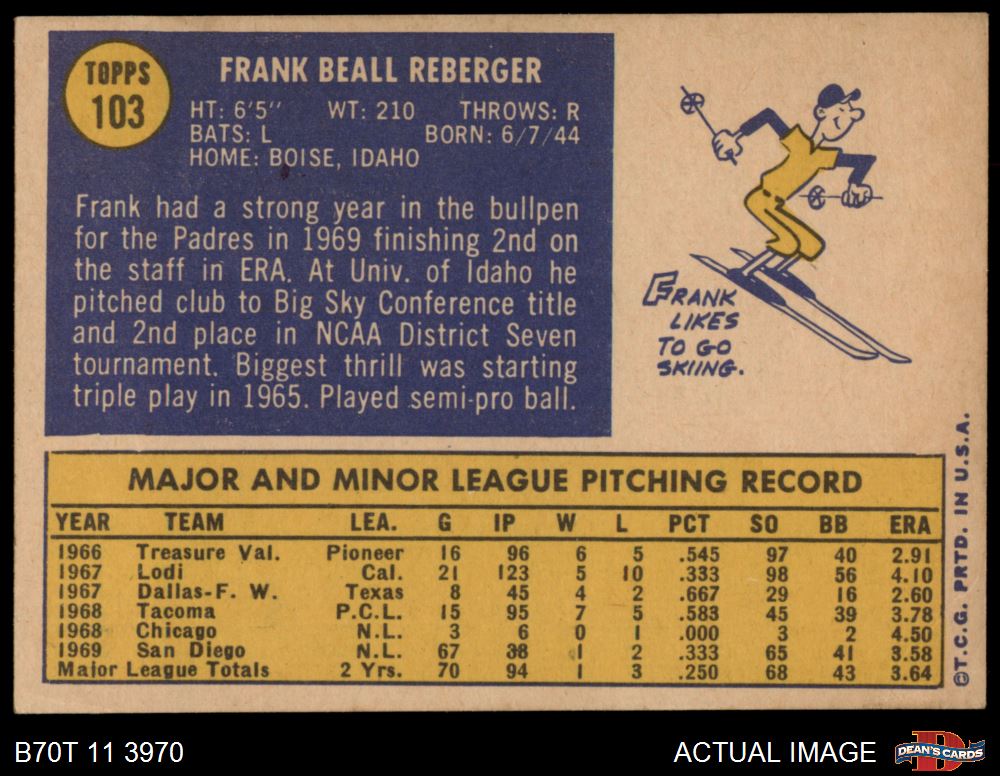 TOPPS
103
FRANK BEALL REBERGER
HT: 6'5" WT: 210 THROWS: R
BATS: L BORN: 6/7/44
HOME: BOISE, IDAHO
Frank had a strong year in the bullpen
for the Padres in 1969 finishing 2nd on
the staff in ERA. At Univ. of Idaho he
pitched club to Big Sky Conference title
and 2nd place in NCAA District Seven
tournament. Biggest thrill was starting
triple play in 1965. Played semi-pro ball.
FRANK
LIKES
TO GO
SKIING.
MAJOR AND MINOR LEAGUE PITCHING RECORD
YEAR TEAM LEA. G IP W L PCT SO BB ERA
1966 Treasure Val. Pioneer 16 96 6 5 .545 97 40 2.91
1967 Lodi Cal. 21 123 5 10 .333 98 56 4.10
1967 Dallas-F. W. Texas 8 45 4 2 .667 29 16 2.60
1968 Tacoma P.C.L. 15 95 7 5 .583 45 39 3.78
1968 Chicago N.L. 3 6 0 1 .000 3 2 4.50
1969 San Diego N.L. 67 38 1 2 .333 65 41 3.58
Major League Totals 2 Yrs. 70 94 1 3 .250 68 43 3.64
©T.C.G. PRTD. IN U.S.A.
B70T 11 3970
ACTUAL IMAGE
D
DEAN'S CARDS